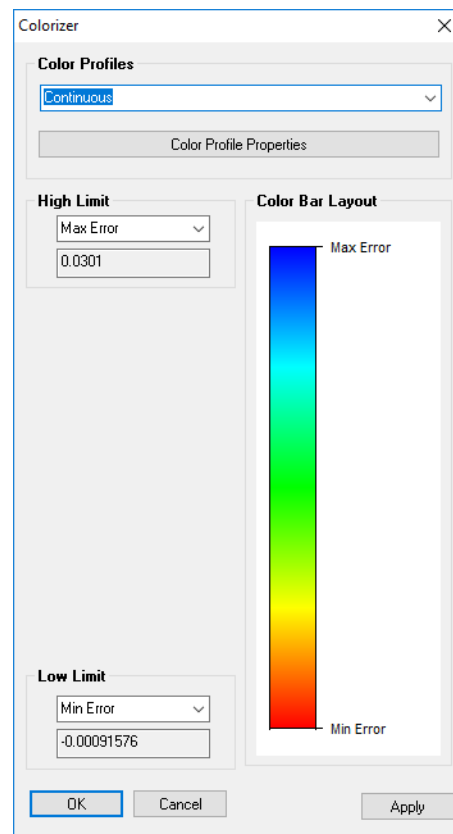 Colorizer
Color Profiles
Continuous
Color Profile Properties
High Limit
Max Error
0.0301
Color Bar Layout
Max Error
Min Error
Low Limit
Min Error
-0.00091576
OK
Cancel
Apply